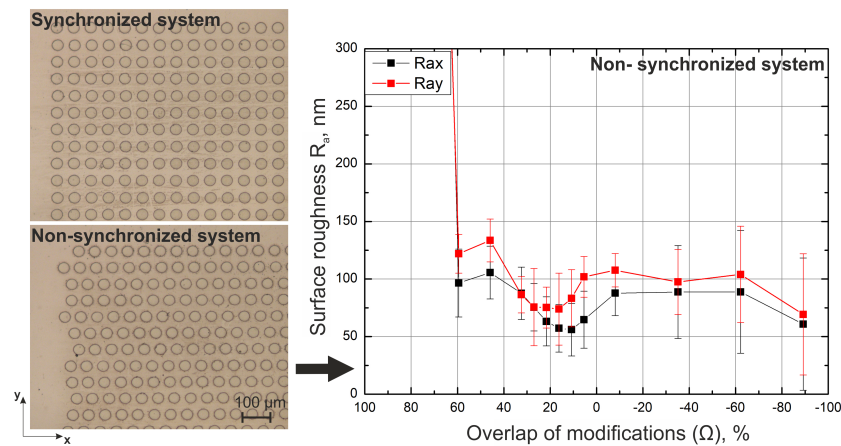 Synchronized system
Non-synchronized system
100 µm
y
x
300
250
200
150
100
50
0
Surface roughness Ra, nm
Rax
Ray
Non- synchronized system
100 80 60 40 20 0 -20 -40 -60 -80 -100
Overlap of modifications (Ω), %